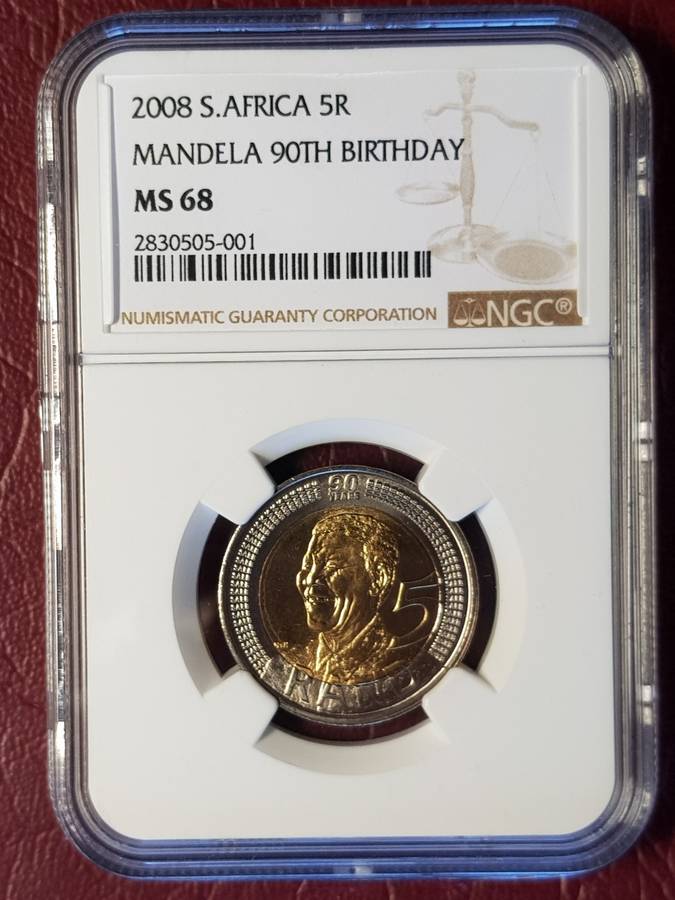 2008 S.AFRICA 5R
MANDELA 90TH BIRTHDAY
MS 68
2830505-001
NUMISMATIC GUARANTY CORPORATION NGC®
90
YEARS
5
RAND